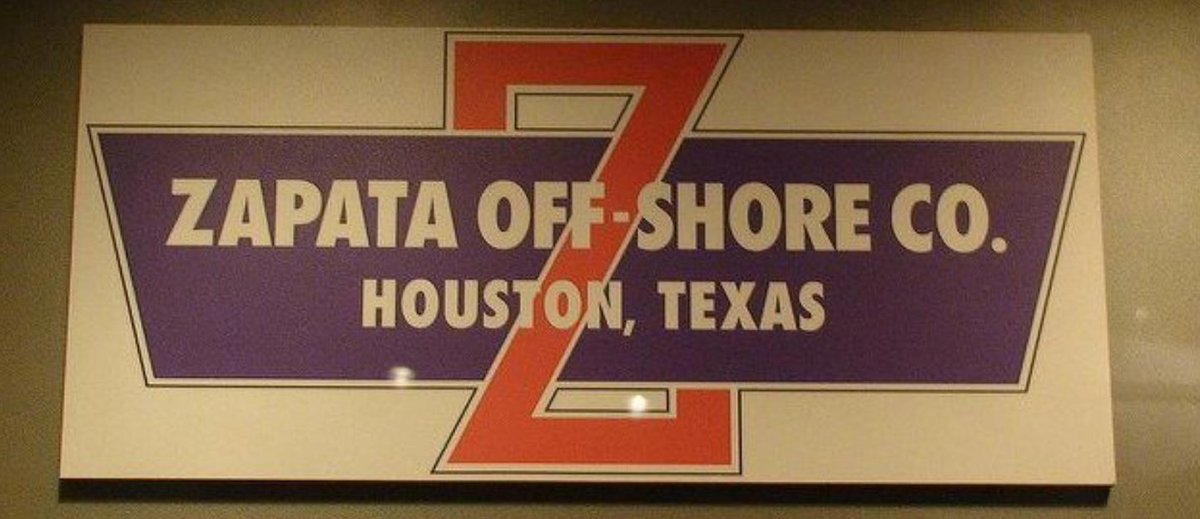 Z
ZAPATA OFF-SHORE CO.
HOUSTON, TEXAS